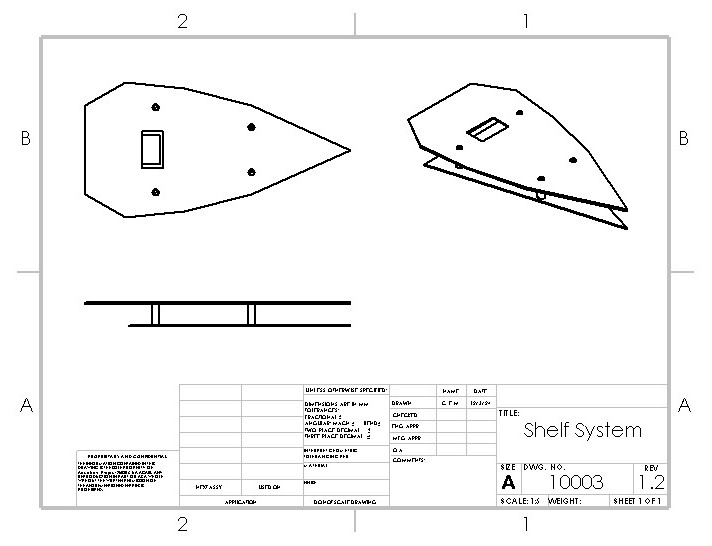 2 1
B B
A A
UNLESS OTHERWISE SPECIFIED:
NAME DATE
DIMENSIONS ARE IN MM
TOLERANCES:
FRACTIONAL ±
ANGULAR: MACH ± BEND ±
TWO PLACE DECIMAL ±
THREE PLACE DECIMAL ±
DRAWN
CHECKED
ENG APPR.
MFG APPR.
Q.A.
COMMENTS:
INTERPRET GEOMETRIC
TOLERANCING PER:
MATERIAL
FINISH
TITLE:
Shelf System
PROPRIETARY AND CONFIDENTIAL
NEXT ASSY USED ON
APPLICATION
DO NOT SCALE DRAWING
SIZE DWG. NO. REV
A 10003 1.2
SCALE: 1:5 WEIGHT: SHEET 1 OF 1
2 1